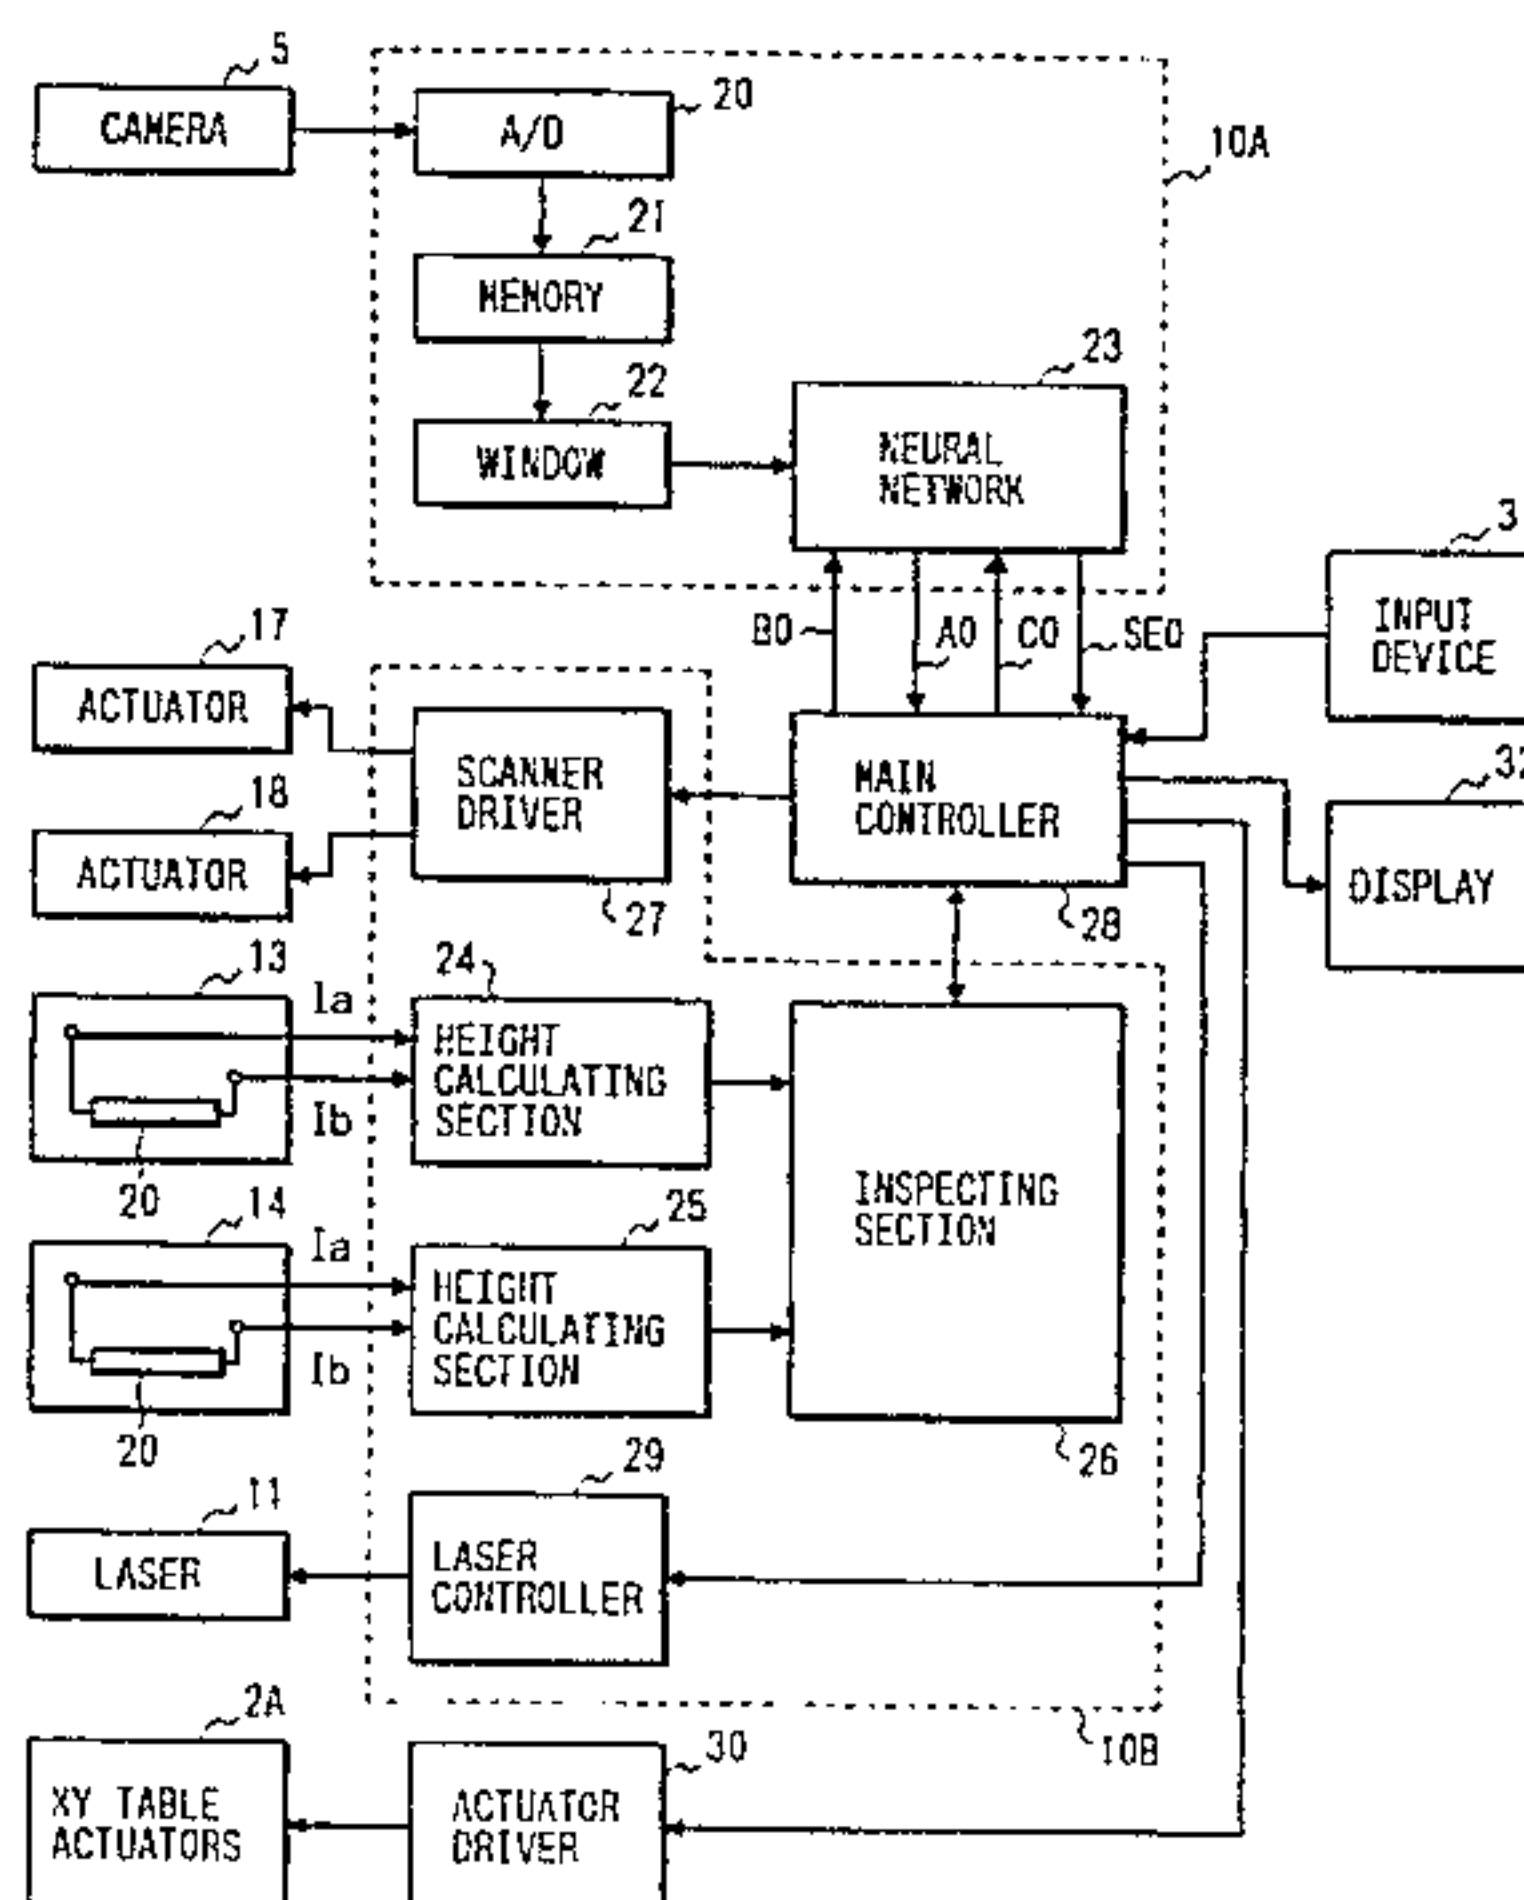 5
CAMERA
A/D
20
10A
21
MEMORY
22
WINDOW
23
NEURAL
NETWORK
3
INPUT
DEVICE
B0
A0
C0
SE0
17
ACTUATOR
SCANNER
DRIVER
27
MAIN
CONTROLLER
28
32
DISPLAY
18
ACTUATOR
13
Ia
Ib
20
24
HEIGHT
CALCULATING
SECTION
INSPECTING
SECTION
26
14
Ia
Ib
20
25
HEIGHT
CALCULATING
SECTION
11
LASER
29
LASER
CONTROLLER
10B
2A
XY TABLE
ACTUATORS
30
ACTUATOR
DRIVER